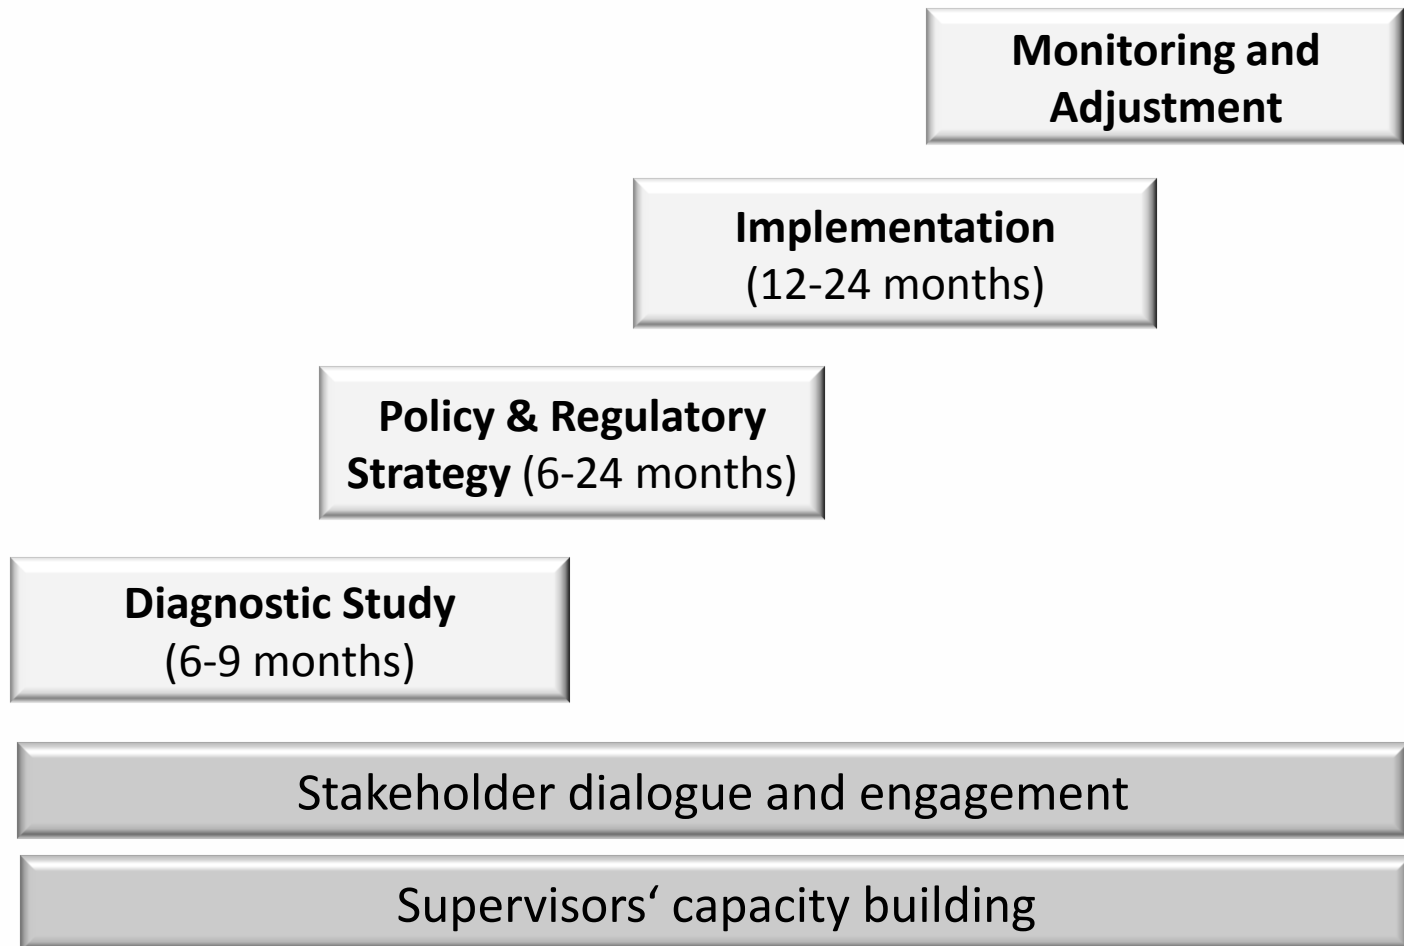 Monitoring and
Adjustment
Implementation
(12-24 months)
Policy & Regulatory
Strategy (6-24 months)
Diagnostic Study
(6-9 months)
Stakeholder dialogue and engagement
Supervisors‘ capacity building